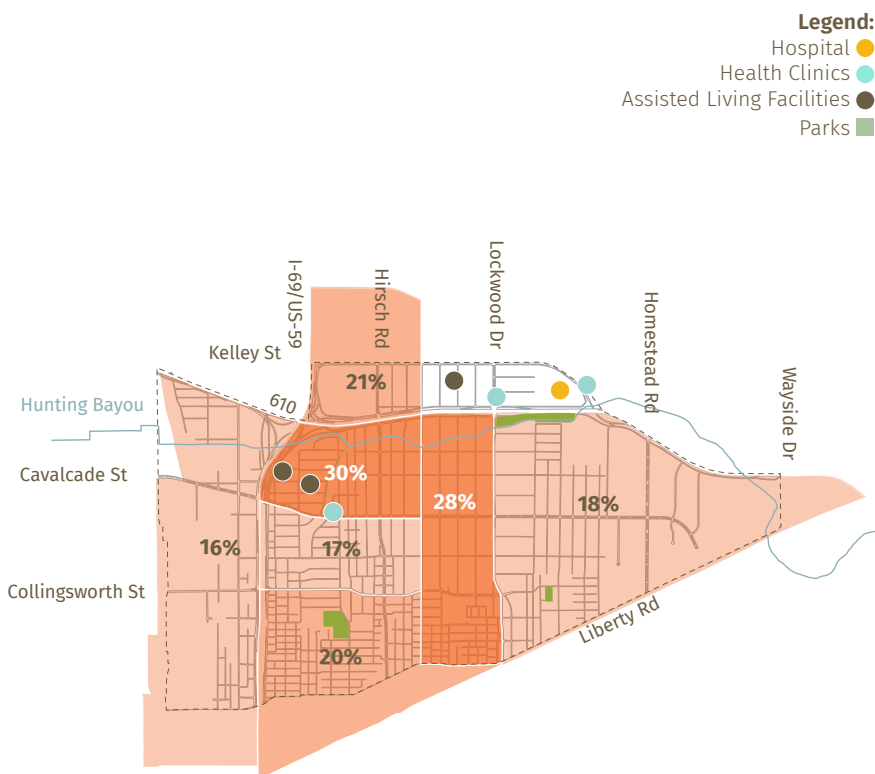 Legend:
Hospital
Health Clinics
Assisted Living Facilities
Parks
I-69/US-59
Hirsch Rd
Lockwood Dr
Homestead Rd
Wayside Dr
Kelley St
21%
610
Hunting Bayou
Cavalcade St
30%
28%
18%
16%
17%
Collingsworth St
Liberty Rd
20%